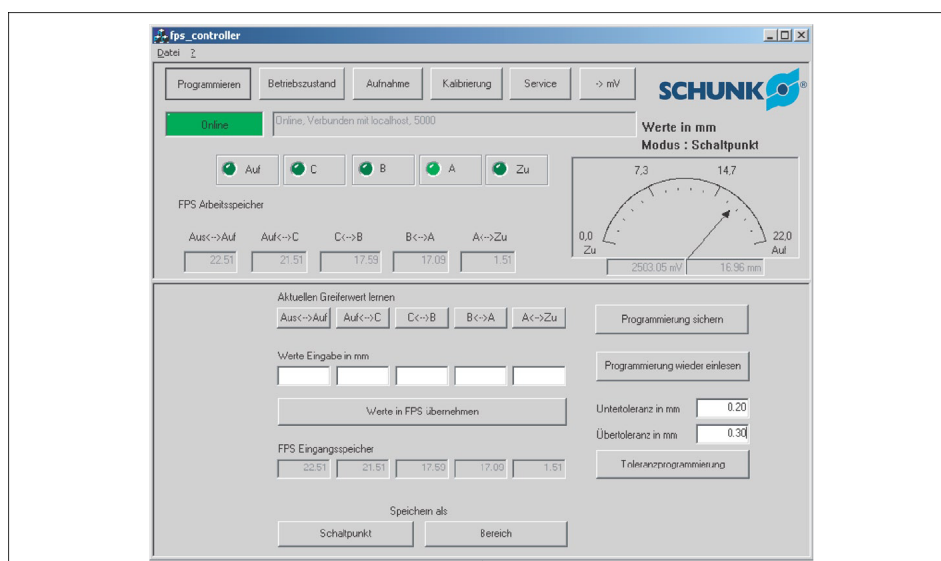 fps_controller
Datei ?
Programmieren Betriebszustand Aufnahme Kalibrierung Service -> mV
SCHUNK ®
Online Online, Verbunden mit localhost, 5000
Werte in mm
Modus : Schaltpunkt
Auf C B A Zu
7,3 14,7
FPS Arbeitsspeicher
Aus<-->Auf Auf<-->C C<-->B B<-->A A<-->Zu
0,0 22,0
Zu Auf
22.51 21.51 17.59 17.09 1.51
2503.05 mV 16.96 mm
Aktuellen Greiferwert lernen
Aus<-->Auf Auf<-->C C<-->B B<-->A A<->Zu
Programmierung sichern
Werte Eingabe in mm
Programmierung wieder einlesen
Werte in FPS übernehmen
Untertoleranz in mm 0.20
Übertoleranz in mm 0.30
FPS Eingangsspeicher
22.51 21.51 17.59 17.09 1.51
Toleranzprogrammierung
Speichern als
Schaltpunkt Bereich